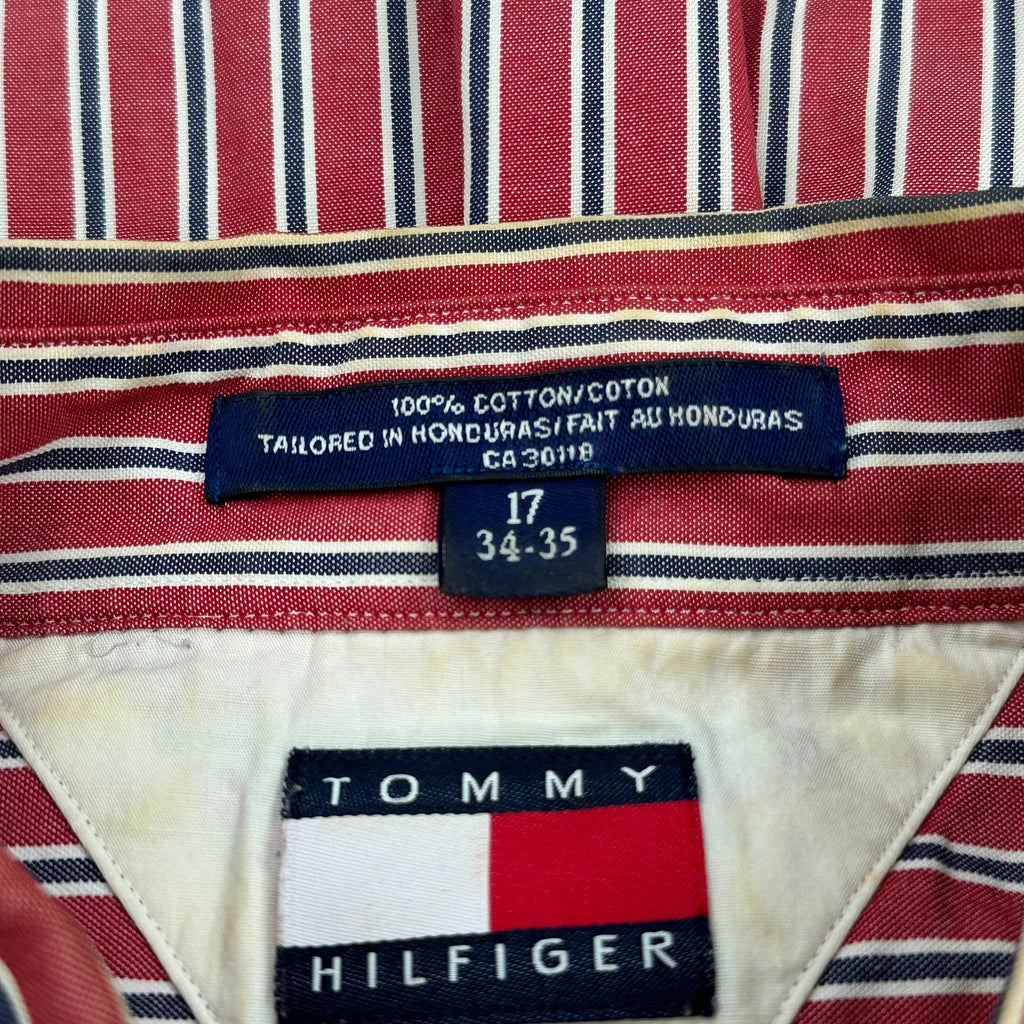 100% COTTON/COTON
TAILORED IN HONDURAS/FAIT AU HONDURAS
CA 30118
17
34-35
TOMMY
HILFIGER